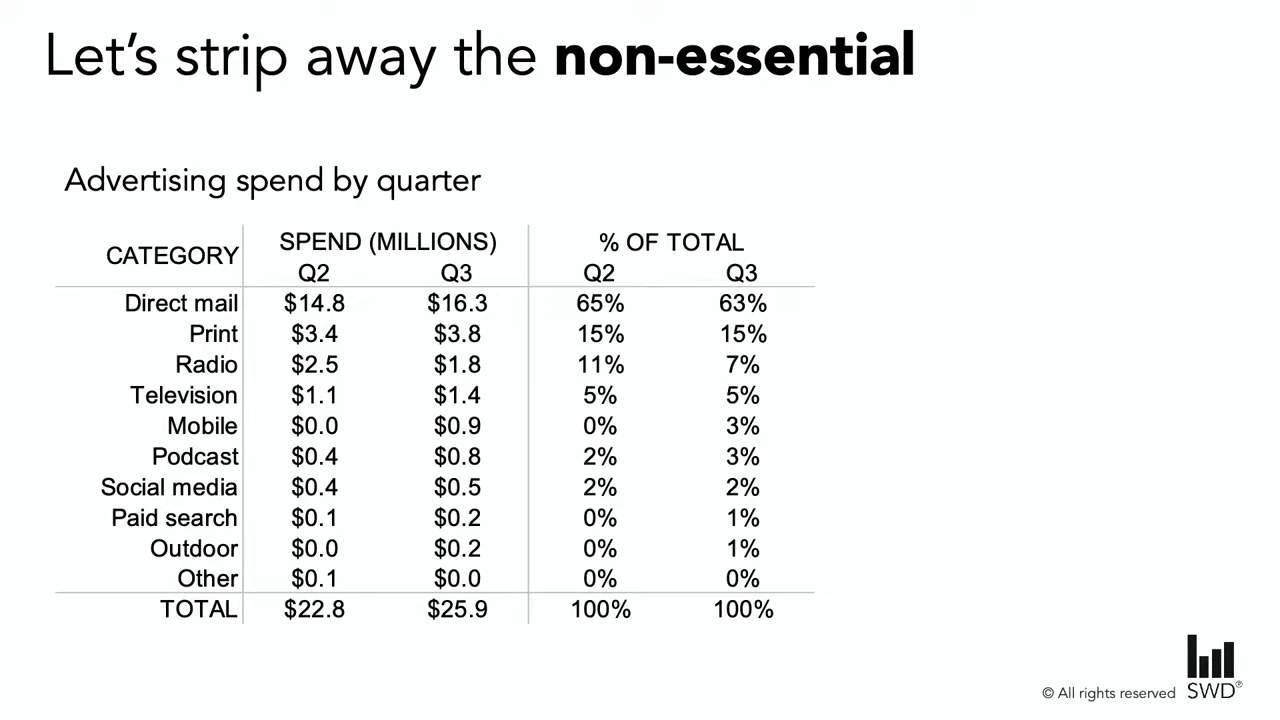 Let's strip away the non-essential
Advertising spend by quarter
CATEGORY SPEND (MILLIONS) % OF TOTAL
Q2 Q3 Q2 Q3
Direct mail $14.8 $16.3 65% 63%
Print $3.4 $3.8 15% 15%
Radio $2.5 $1.8 11% 7%
Television $1.1 $1.4 5% 5%
Mobile $0.0 $0.9 0% 3%
Podcast $0.4 $0.8 2% 3%
Social media $0.4 $0.5 2% 2%
Paid search $0.1 $0.2 0% 1%
Outdoor $0.0 $0.2 0% 1%
Other $0.1 $0.0 0% 0%
TOTAL $22.8 $25.9 100% 100%
© All rights reserved SWD®